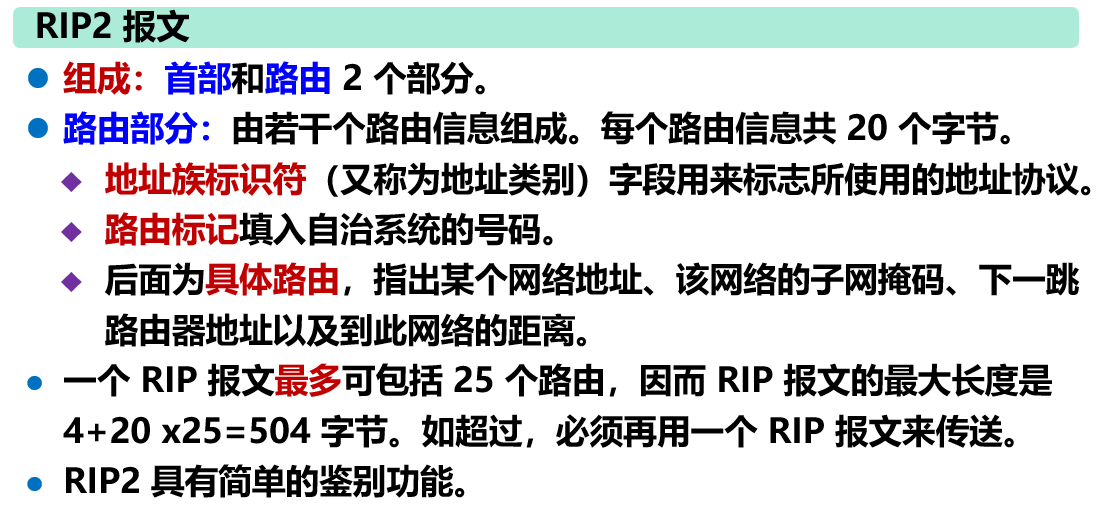 RIP2 报文
组成：首部和路由 2 个部分。
路由部分：由若干个路由信息组成。每个路由信息共 20 个字节。
地址族标识符（又称为地址类别）字段用来标志所使用的地址协议。
路由标记填入自治系统的号码。
后面为具体路由，指出某个网络地址、该网络的子网掩码、下一跳
路由器地址以及到此网络的距离。
一个 RIP 报文最多可包括 25 个路由，因而 RIP 报文的最大长度是
4+20 x25=504 字节。如超过，必须再用一个 RIP 报文来传送。
RIP2 具有简单的鉴别功能。